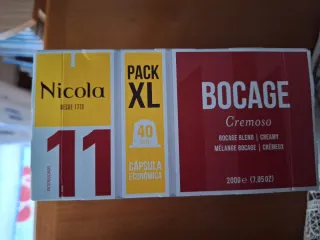 Nicola
DESDE 1779
11
PACK
XL
40
CÁPSULA
ECONÓMICA
BOCAGE
Cremoso
BOCAGE BLEND | CREAMY
MÉLANGE BOCAGE | CRÉMEUX
200G e (7.05OZ)